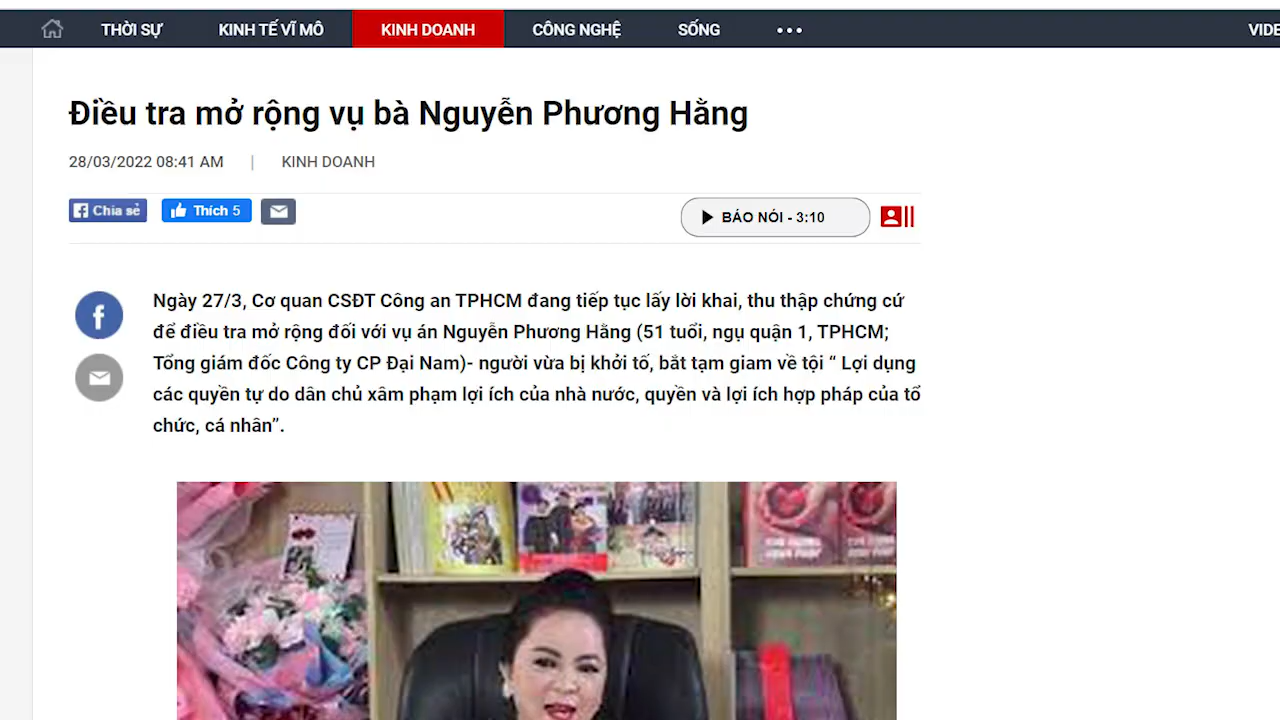 THỜI SỰ KINH TẾ VĨ MÔ KINH DOANH CÔNG NGHỆ SỐNG VIDE
Điều tra mở rộng vụ bà Nguyễn Phương Hằng
28/03/2022 08:41 AM | KINH DOANH
Chia sẻ Thích 5 BÁO NÓI - 3:10
Ngày 27/3, Cơ quan CSĐT Công an TPHCM đang tiếp tục lấy lời khai, thu thập chứng cứ
để điều tra mở rộng đối với vụ án Nguyễn Phương Hằng (51 tuổi, ngụ quận 1, TPHCM;
Tổng giám đốc Công ty CP Đại Nam)- người vừa bị khởi tố, bắt tạm giam về tội “ Lợi dụng
các quyền tự do dân chủ xâm phạm lợi ích của nhà nước, quyền và lợi ích hợp pháp của tổ
chức, cá nhân”.